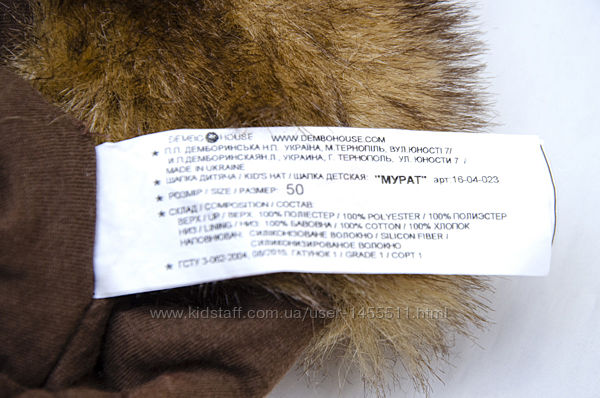 DEMBO HOUSE WWW.DEMBOHOUSE.COM
* П.П. ДЕМБОРИНСЬКА Н.П. УКРАЇНА, М.ТЕРНОПІЛЬ, ВУЛ.ЮНОСТІ 7/
И.П.ДЕМБОРИНСКАЯН.Л., УКРАИНА, Г. ТЕРНОПОЛЬ, УЛ. ЮНОСТИ 7 /
MADE IN UKRAINE
* ШАПКА ДИТЯЧА / KID'S HAT / ШАПКА ДЕТСКАЯ: "МУРАТ" арт.16-04-023
* РОЗМІР / SIZE / РАЗМЕР: 50
* СКЛАД / COMPOSITION / СОСТАВ:
ВЕРХ / UP / ВЕРХ: 100% ПОЛІЕСТЕР / 100% POLYESTER / 100% ПОЛИЭСТЕР
НИЗ / LINING / НИЗ: 100% БАВОВНА / 100% COTTON / 100% ХЛОПОК
НАПОВНЮВАЧ: СИЛІКОНІЗОВАНЕ ВОЛОКНО / SILICON FIBER /
СИЛИКОНИЗИРОВАНОЕ ВОЛОКНО
* ГСТУ 3-062-2004, 08/2015, ҐАТУНОК 1 / GRADE 1 / СОРТ 1
www.kidstaff.com.ua/user-1455511.html